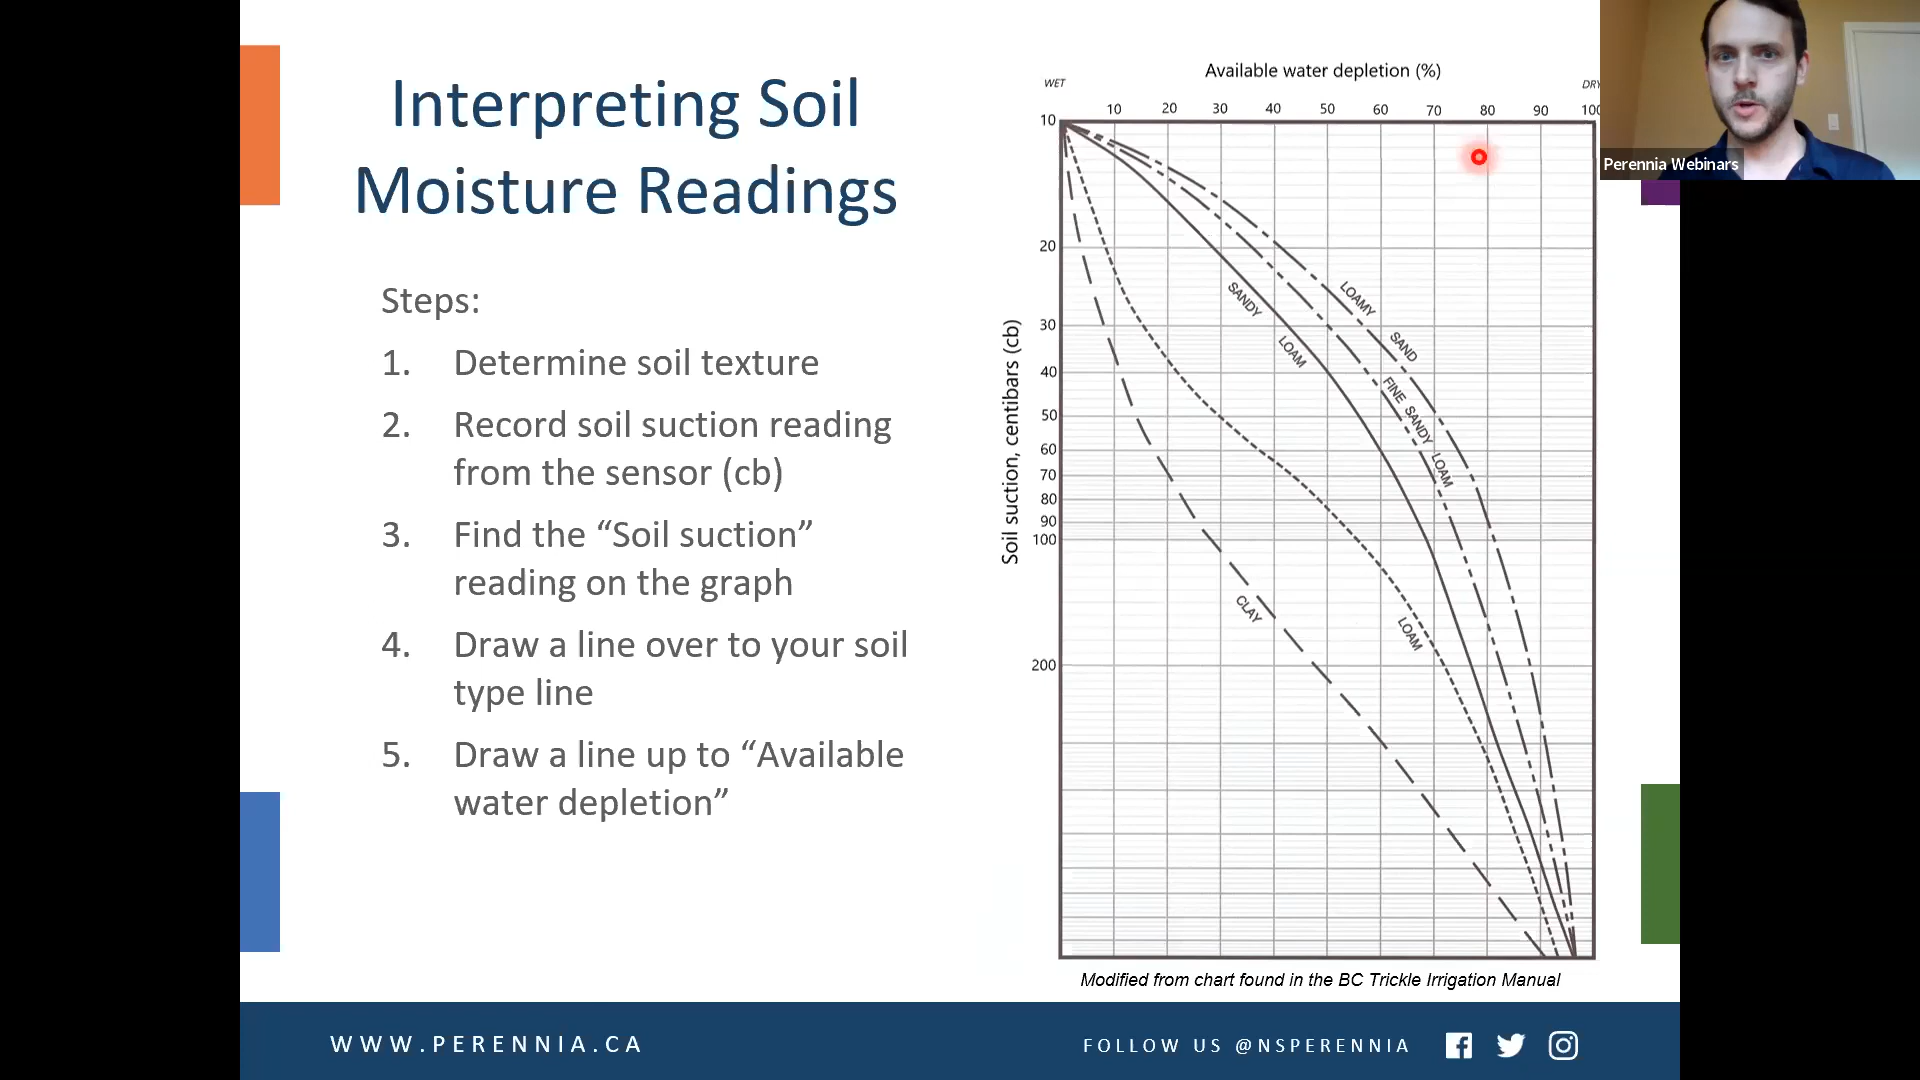 Interpreting Soil
Moisture Readings
Steps:
1. Determine soil texture
2. Record soil suction reading
from the sensor (cb)
3. Find the “Soil suction”
reading on the graph
4. Draw a line over to your soil
type line
5. Draw a line up to “Available
water depletion”
Available water depletion (%)
WET
DRY
10 20 30 40 50 60 70 80 90 100
Soil suction, centibars (cb)
10
20
30
40
50
60
70
80
90
100
200
LOAMY SAND
FINE SANDY LOAM
SANDY LOAM
LOAM
CLAY
Modified from chart found in the BC Trickle Irrigation Manual
Perennia Webinars
WWW.PERENNIA.CA
FOLLOW US @NSPERENNIA